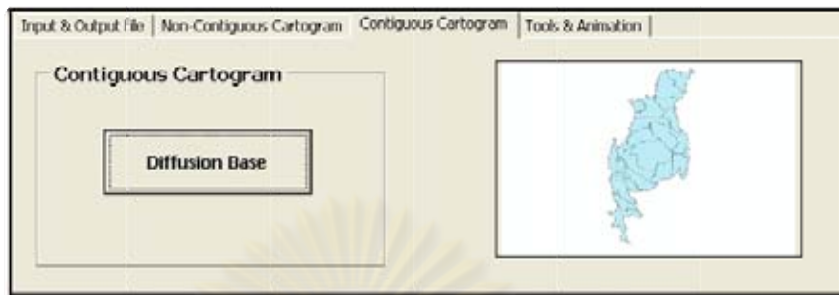 Input & Output File | Non-Contiguous Cartogram | Contiguous Cartogram | Tools & Animation
Contiguous Cartogram
Diffusion Base